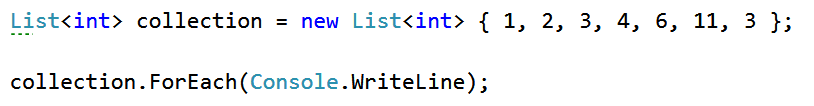 List<int> collection = new List<int> { 1, 2, 3, 4, 6, 11, 3 };
collection.ForEach(Console.WriteLine);